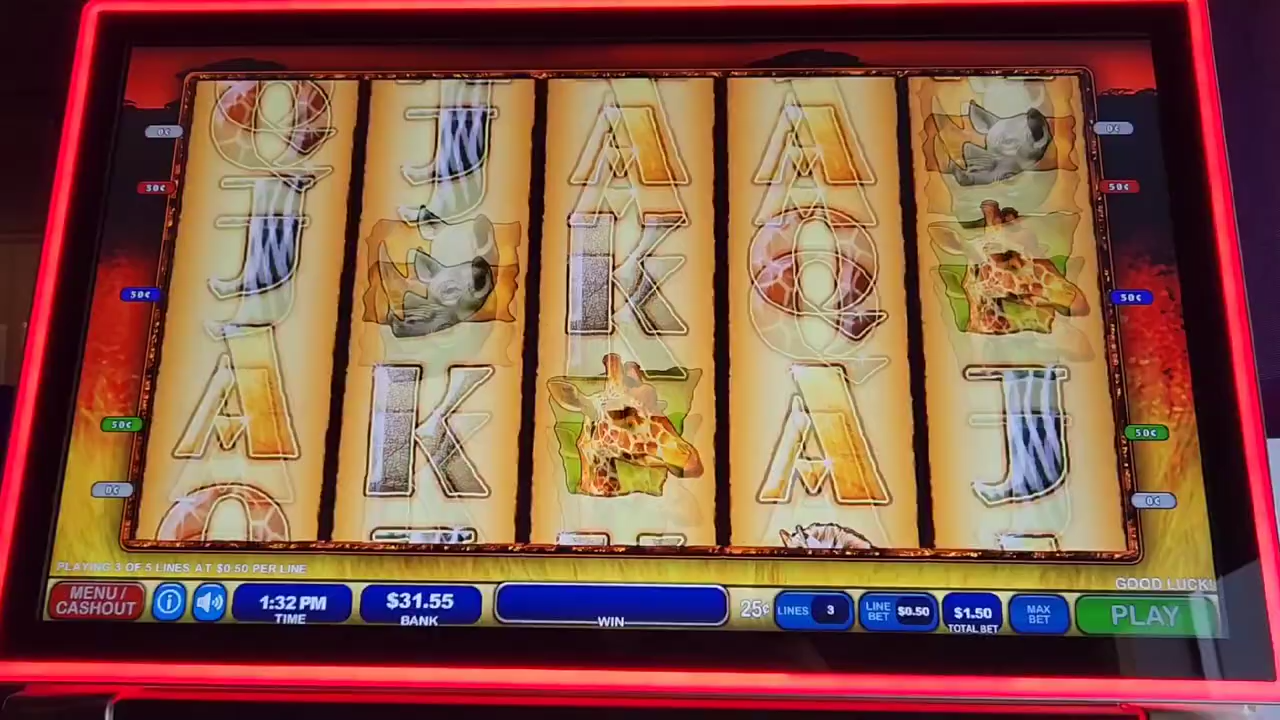 Q J A A
0¢ 0¢
50¢ 50¢
J K Q
50¢ 50¢
A K A J
50¢ 50¢
0¢ 0¢
Q
PLAYING 3 OF 5 LINES AT $0.50 PER LINE
GOOD LUCK!
MENU / CASHOUT
1:32 PM
TIME
$31.55
BANK
WIN
25¢
LINES 3
LINE BET $0.50
$1.50
TOTAL BET
MAX BET
PLAY